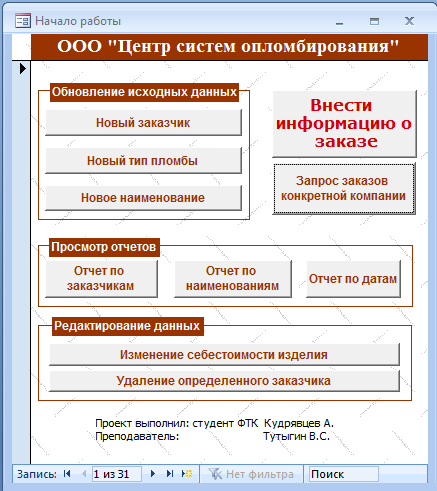 Начало работы
ООО "Центр систем опломбирования"
Обновление исходных данных
Новый заказчик
Новый тип пломбы
Новое наименование
Внести
информацию о
заказе
Запрос заказов
конкретной компании
Просмотр отчетов
Отчет по
заказчикам
Отчет по
наименованиям
Отчет по датам
Редактирование данных
Изменение себестоимости изделия
Удаление определенного заказчика
Проект выполнил: студент ФТК Кудрявцев А.
Преподаватель: Тутыгин В.С.
Запись: 1 из 31 Нет фильтра Поиск